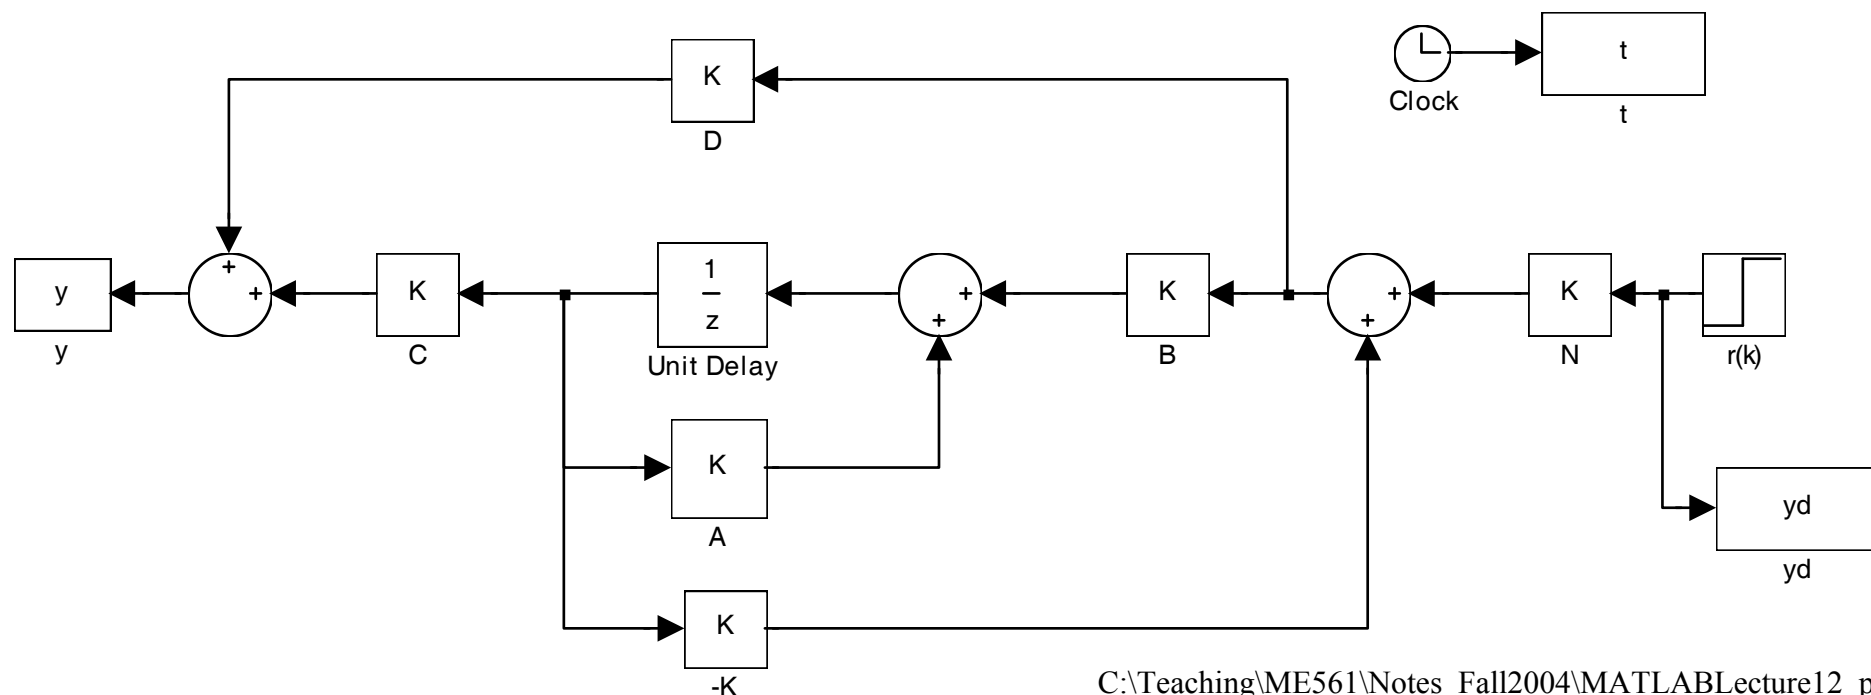 K
D
Clock
t
t
y
y
+
+
K
C
1
z
Unit Delay
+
+
K
B
+
+
K
N
r(k)
K
A
yd
yd
K
-K
C:\Teaching\ME561\Notes_Fall2004\MATLABLecture12_p